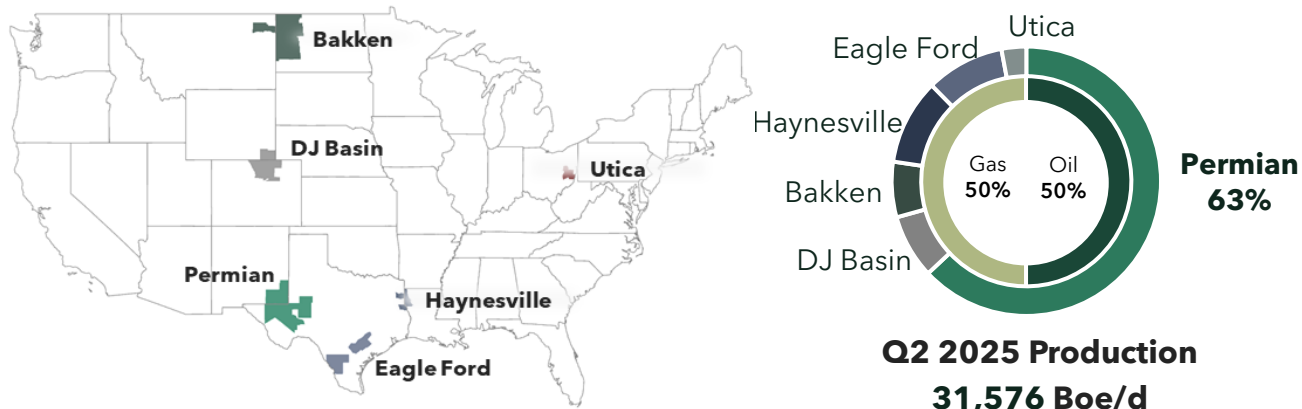 Bakken
DJ Basin
Utica
Permian
Haynesville
Eagle Ford
Utica
Eagle Ford
Haynesville
Bakken
DJ Basin
Gas
50%
Oil
50%
Permian
63%
Q2 2025 Production
31,576 Boe/d